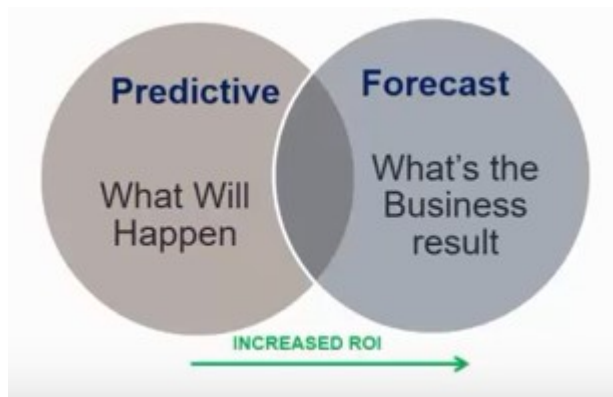 Predictive
What Will
Happen
Forecast
What's the
Business
result
INCREASED ROI